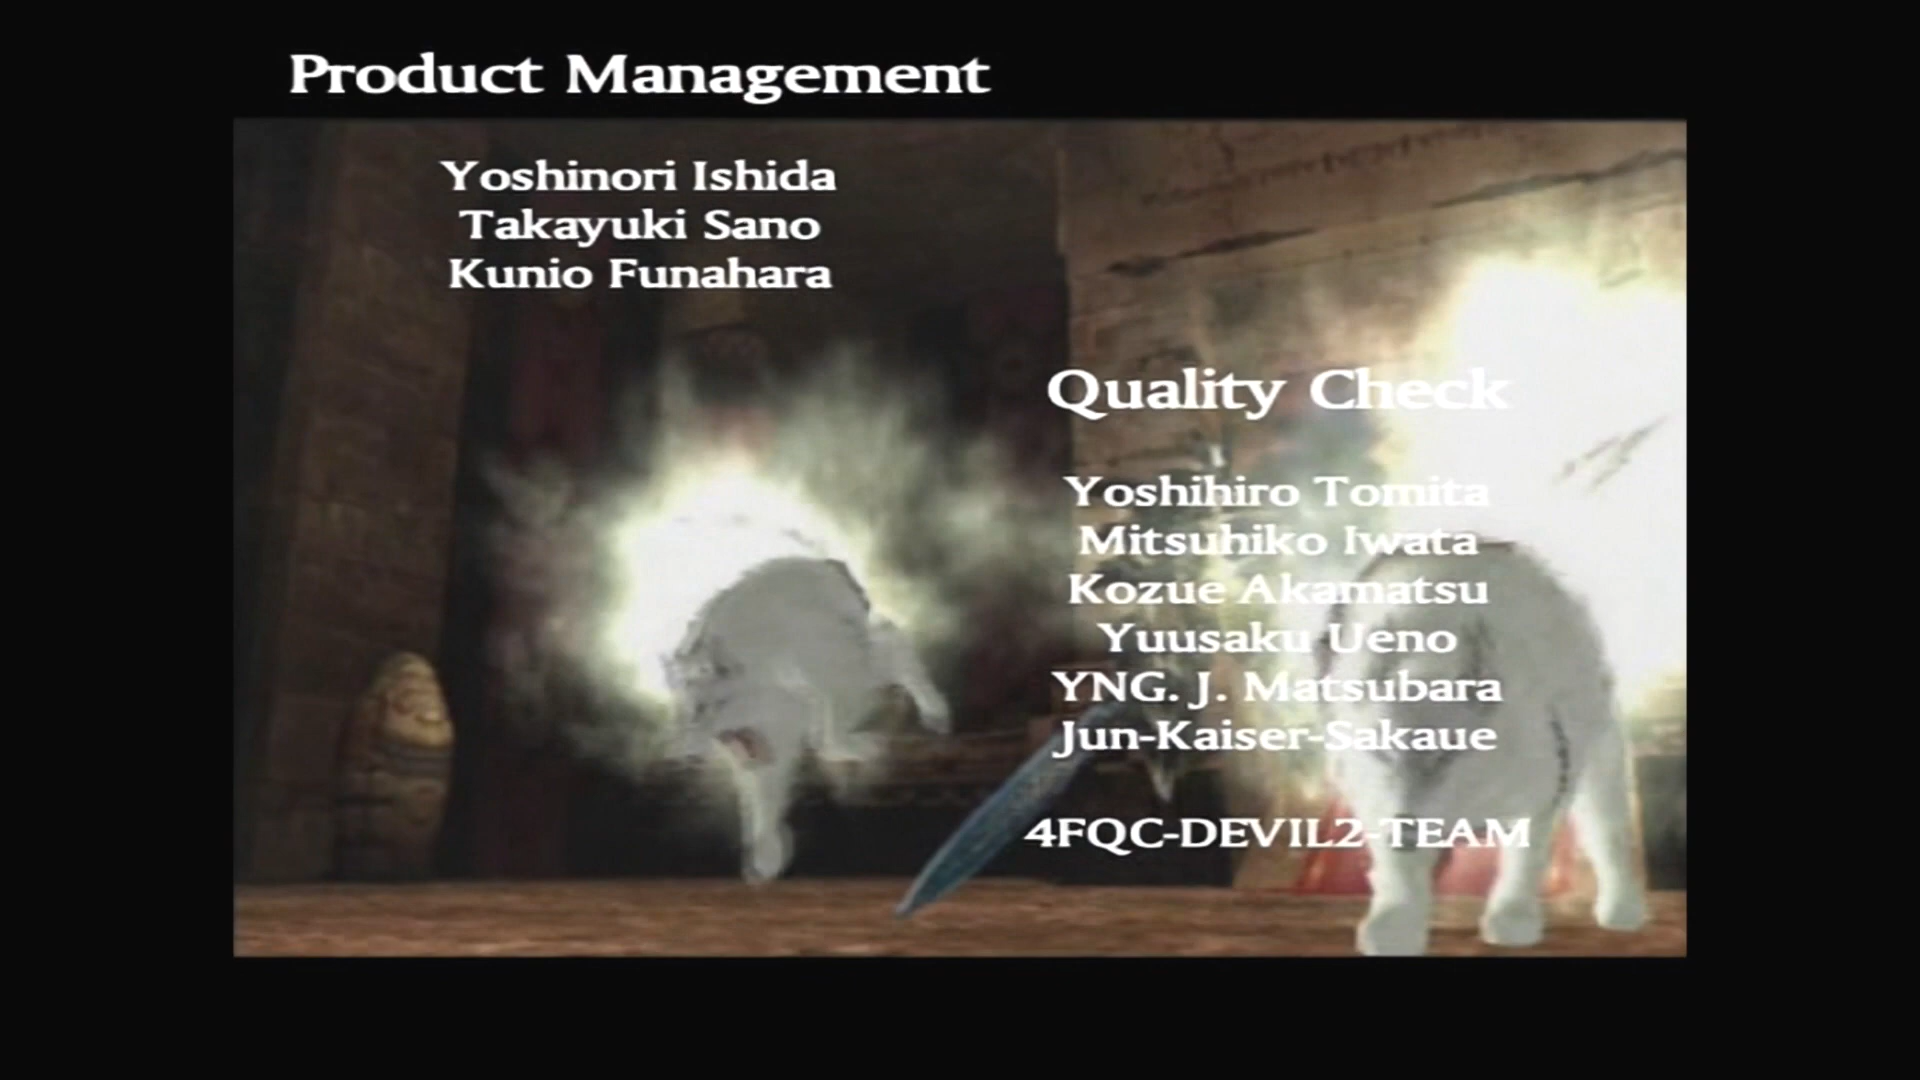 Product Management
Yoshinori Ishida
Takayuki Sano
Kunio Funahara
Quality Check
Yoshihiro Tomita
Mitsuhiko Iwata
Kozue Akamatsu
Yuusaku Ueno
YNG. J. Matsubara
Jun-Kaiser-Sakaue
4FQC-DEVIL2-TEAM